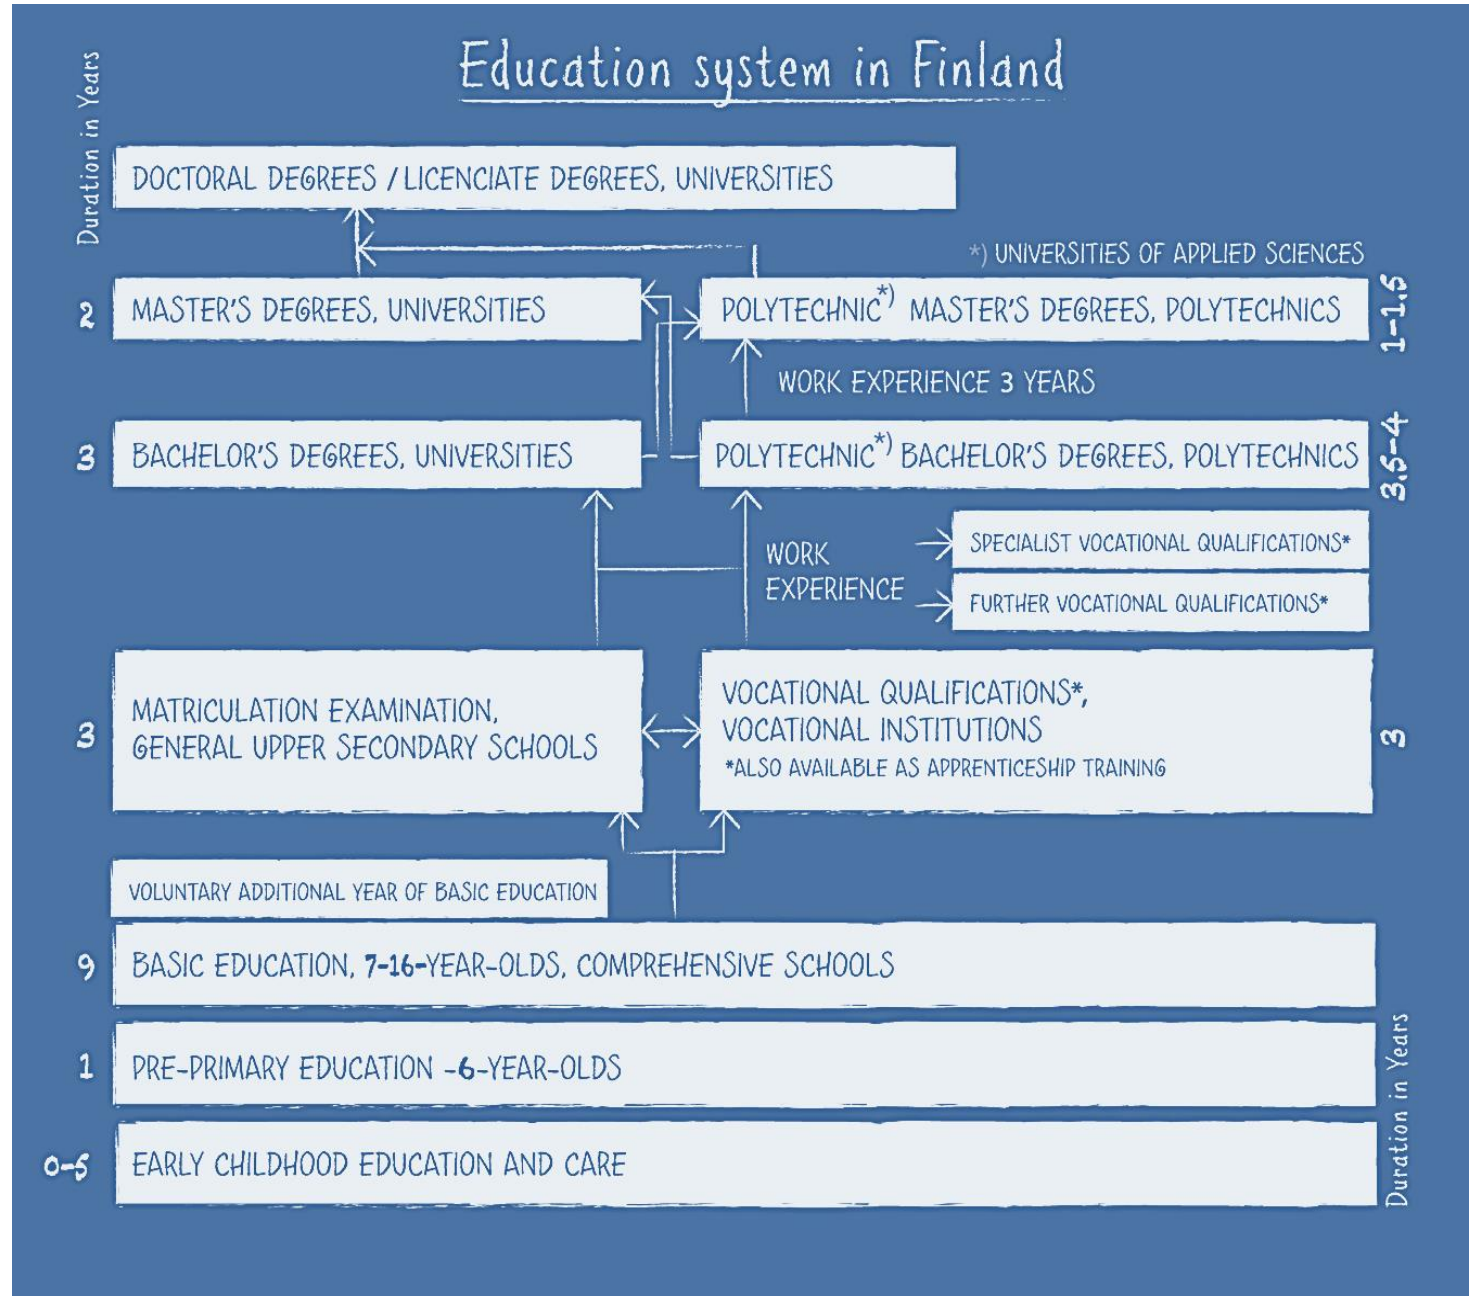 Education system in Finland
Duration in Years
DOCTORAL DEGREES / LICENCIATE DEGREES, UNIVERSITIES
*) UNIVERSITIES OF APPLIED SCIENCES
2
MASTER'S DEGREES, UNIVERSITIES
POLYTECHNIC*) MASTER'S DEGREES, POLYTECHNICS
1-1.5
WORK EXPERIENCE 3 YEARS
3
BACHELOR'S DEGREES, UNIVERSITIES
POLYTECHNIC*) BACHELOR'S DEGREES, POLYTECHNICS
3.5-4
WORK
EXPERIENCE
SPECIALIST VOCATIONAL QUALIFICATIONS*
FURTHER VOCATIONAL QUALIFICATIONS*
3
MATRICULATION EXAMINATION,
GENERAL UPPER SECONDARY SCHOOLS
VOCATIONAL QUALIFICATIONS*,
VOCATIONAL INSTITUTIONS
*ALSO AVAILABLE AS APPRENTICESHIP TRAINING
3
VOLUNTARY ADDITIONAL YEAR OF BASIC EDUCATION
9
BASIC EDUCATION, 7-16-YEAR-OLDS, COMPREHENSIVE SCHOOLS
1
PRE-PRIMARY EDUCATION -6-YEAR-OLDS
0-5
EARLY CHILDHOOD EDUCATION AND CARE
Duration in Years